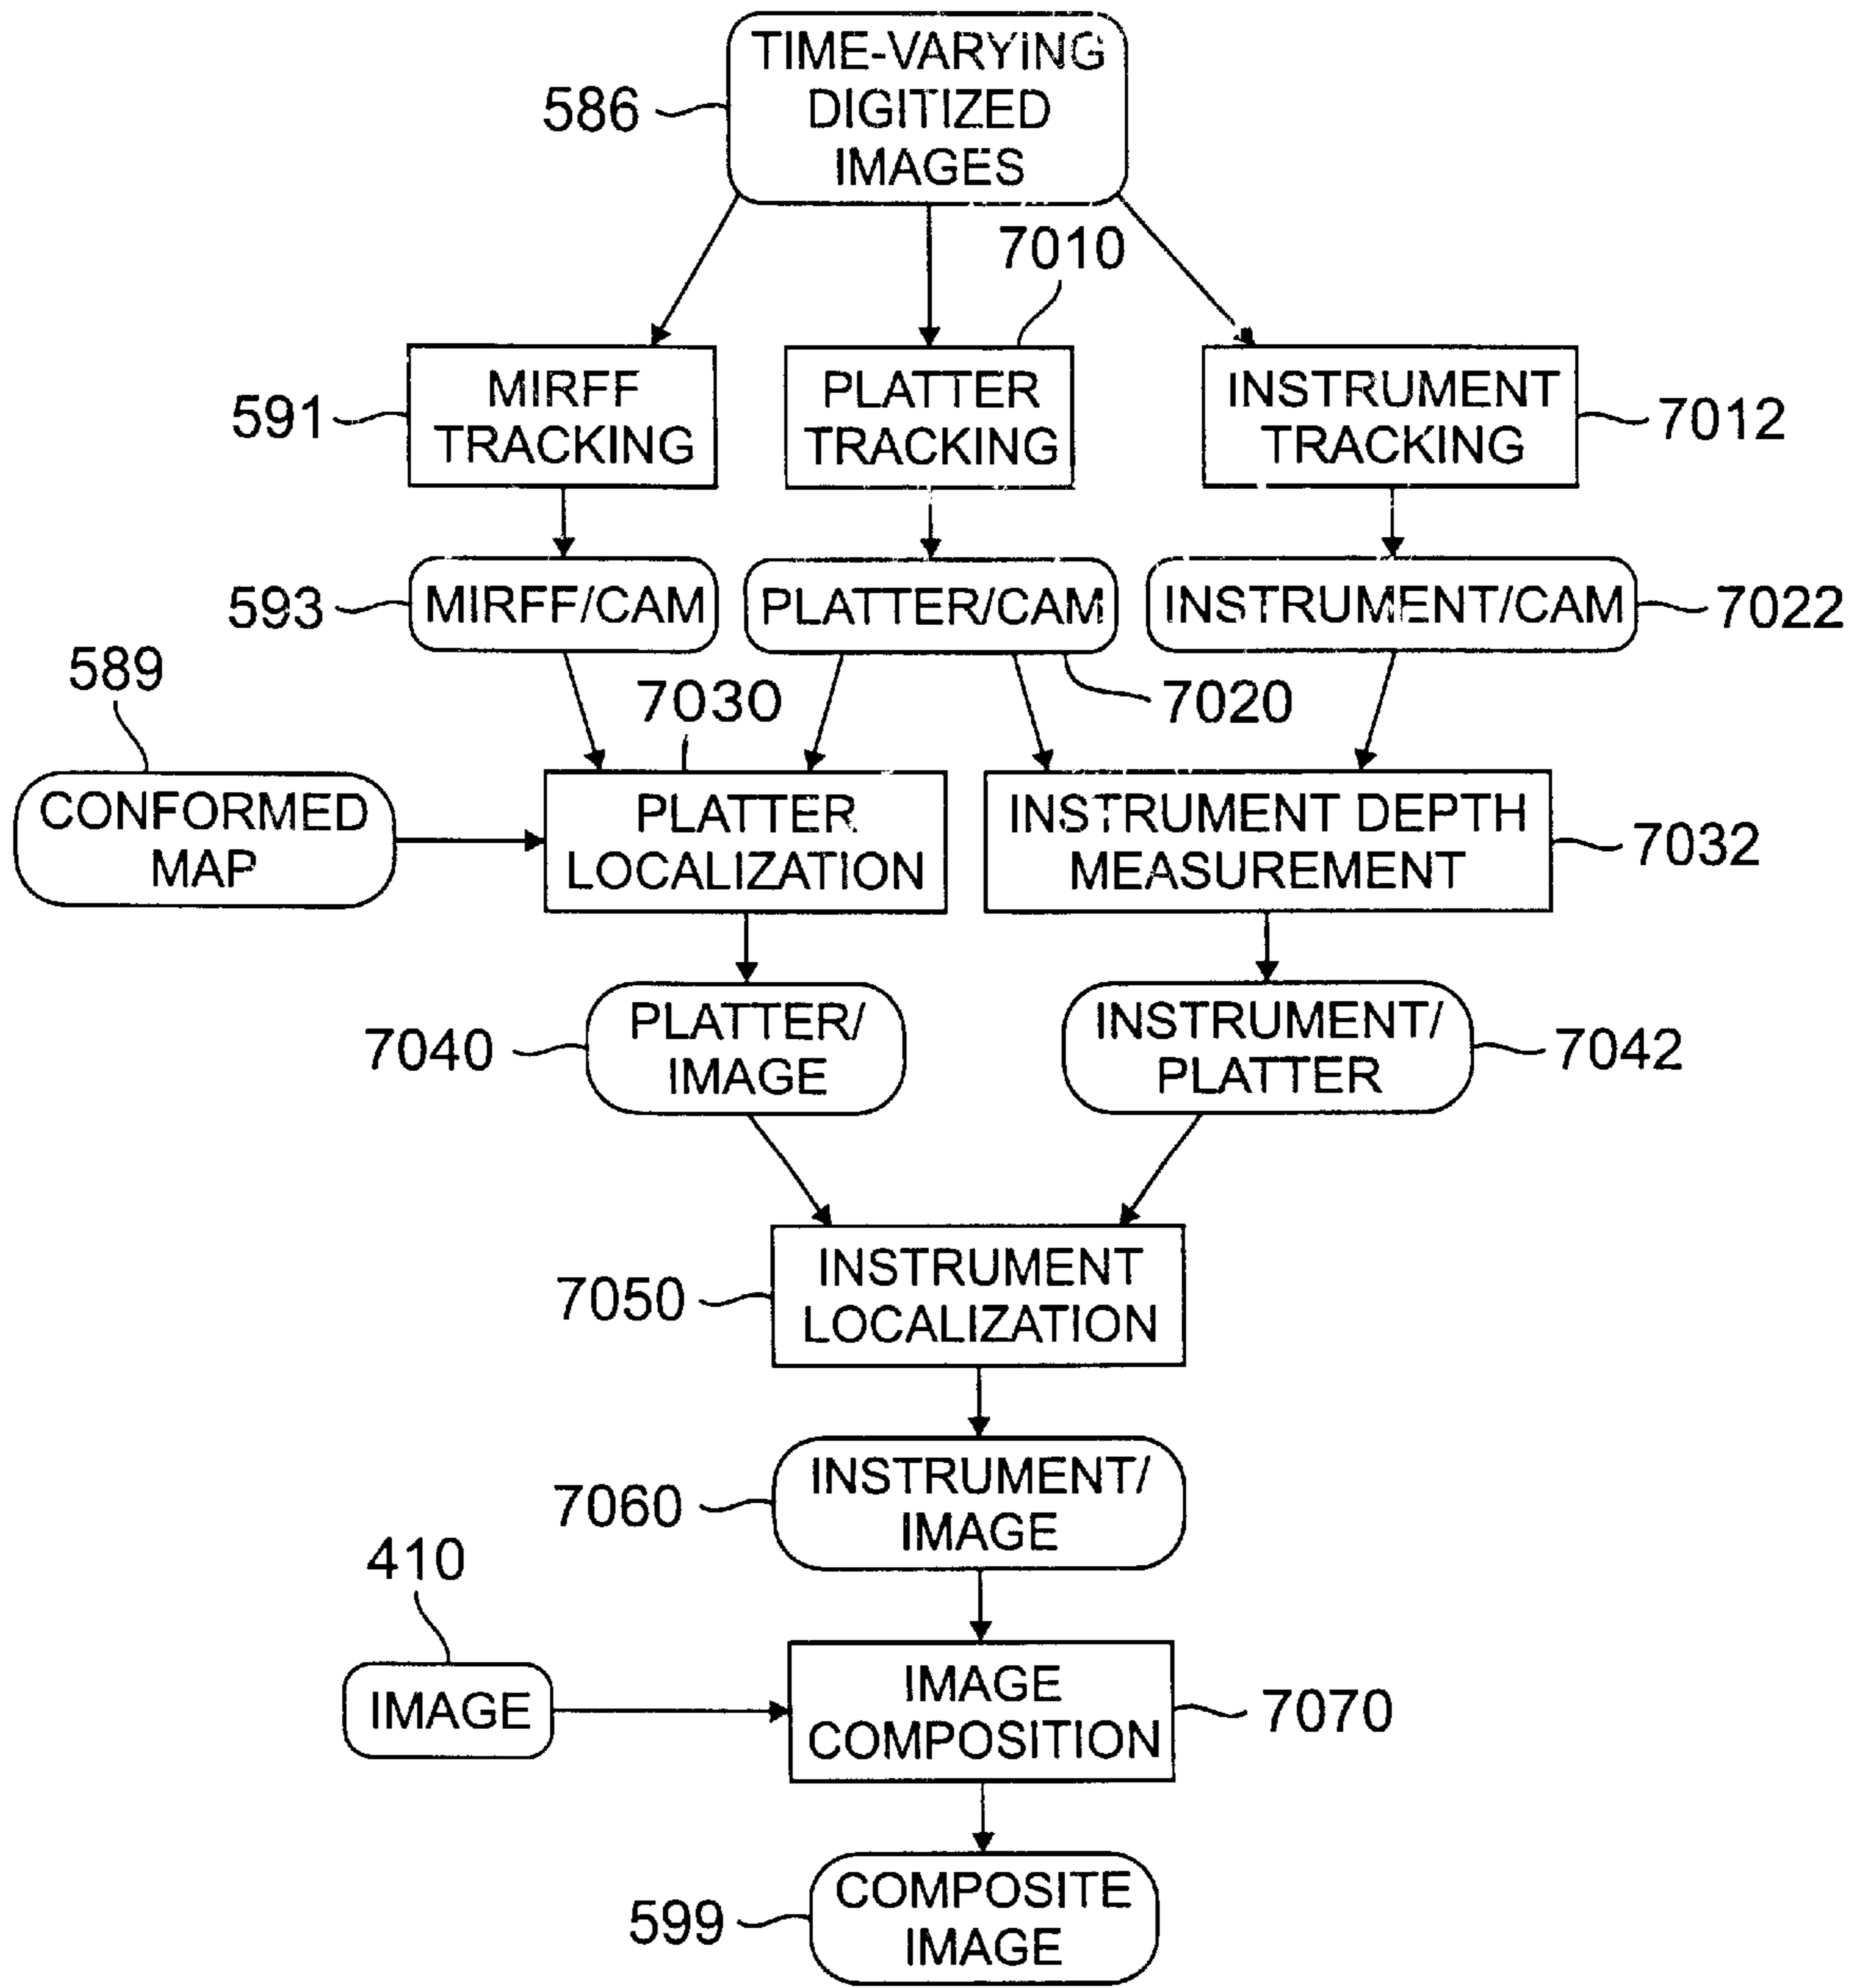 TIME-VARYING
DIGITIZED
IMAGES
586
7010
MIRFF
TRACKING
591
PLATTER
TRACKING
INSTRUMENT
TRACKING
7012
593
MIRFF/CAM
PLATTER/CAM
INSTRUMENT/CAM
7022
589
7030
7020
CONFORMED
MAP
PLATTER
LOCALIZATION
INSTRUMENT DEPTH
MEASUREMENT
7032
7040
PLATTER/
IMAGE
INSTRUMENT/
PLATTER
7042
7050
INSTRUMENT
LOCALIZATION
7060
INSTRUMENT/
IMAGE
410
IMAGE
IMAGE
COMPOSITION
7070
599
COMPOSITE
IMAGE